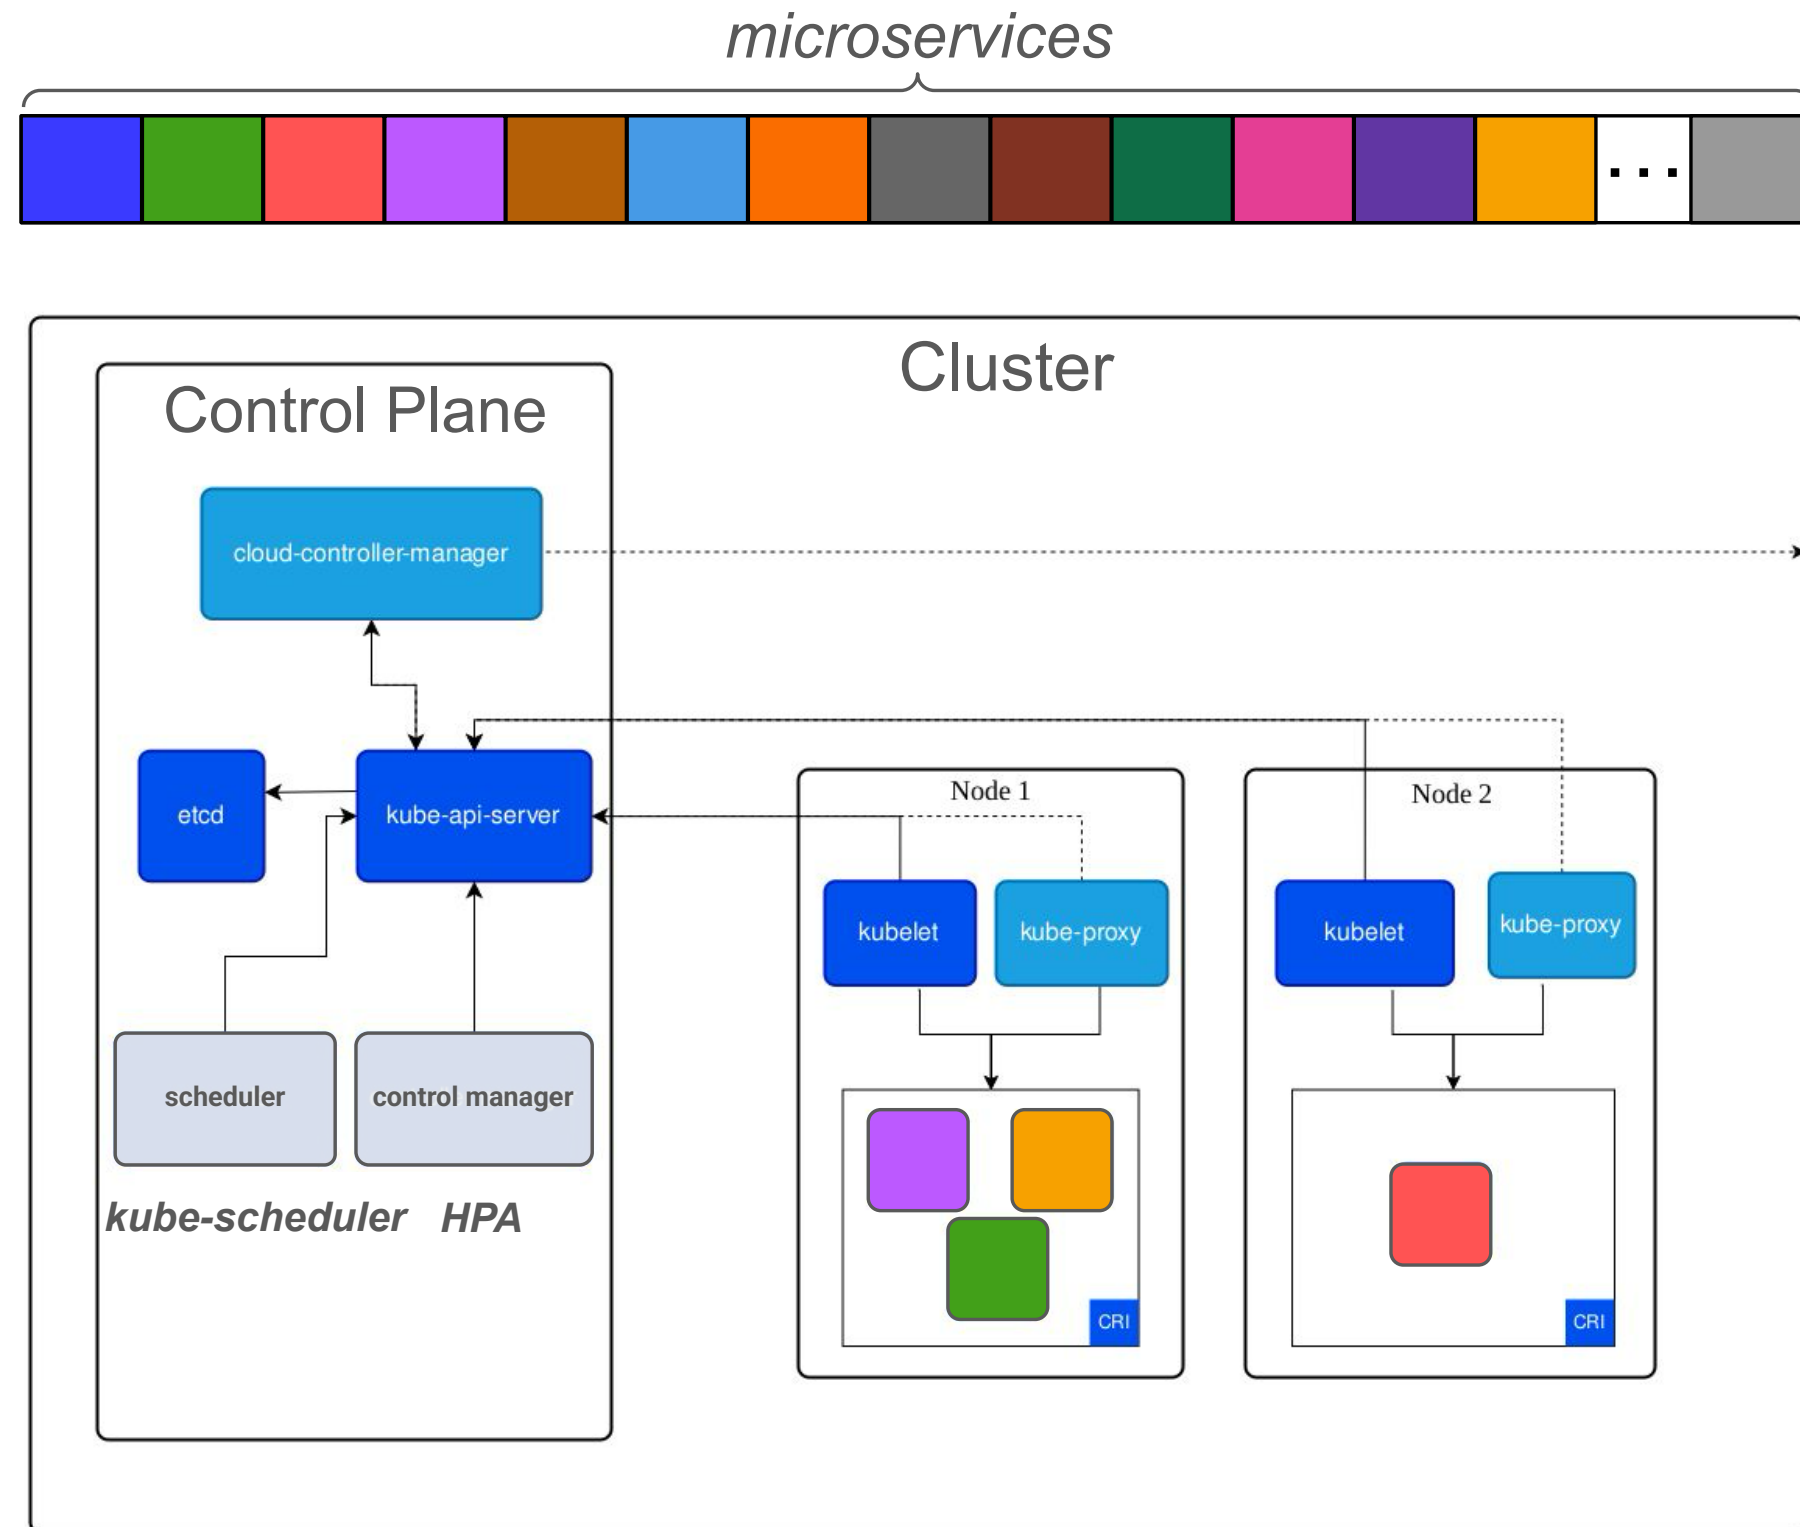 microservices
...
Cluster
Control Plane
cloud-controller-manager
etcd
kube-api-server
scheduler
control manager
kube-scheduler
HPA
Node 1
kubelet
kube-proxy
CRI
Node 2
kubelet
kube-proxy
CRI